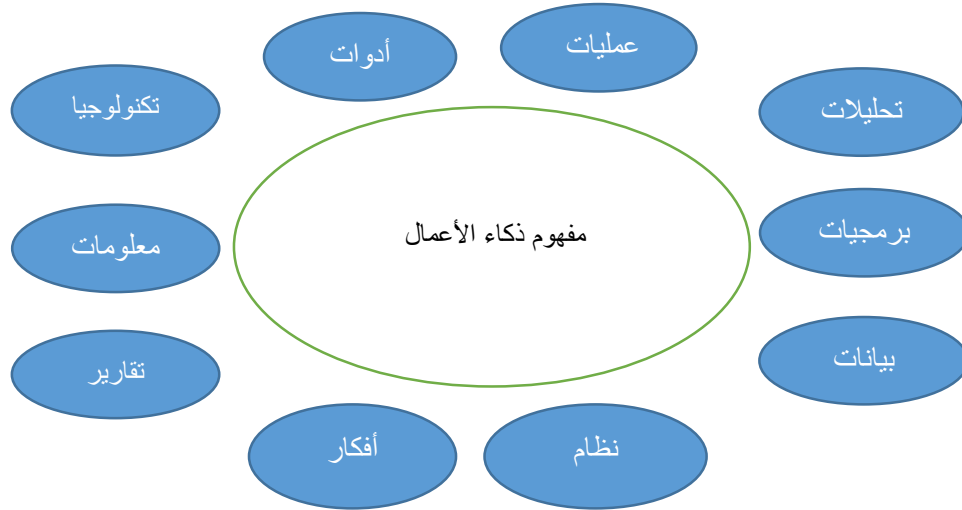 عمليات
أدوات
تحليلات
تكنولوجيا
برمجيات
مفهوم ذكاء الأعمال
معلومات
بيانات
تقارير
نظام
أفكار